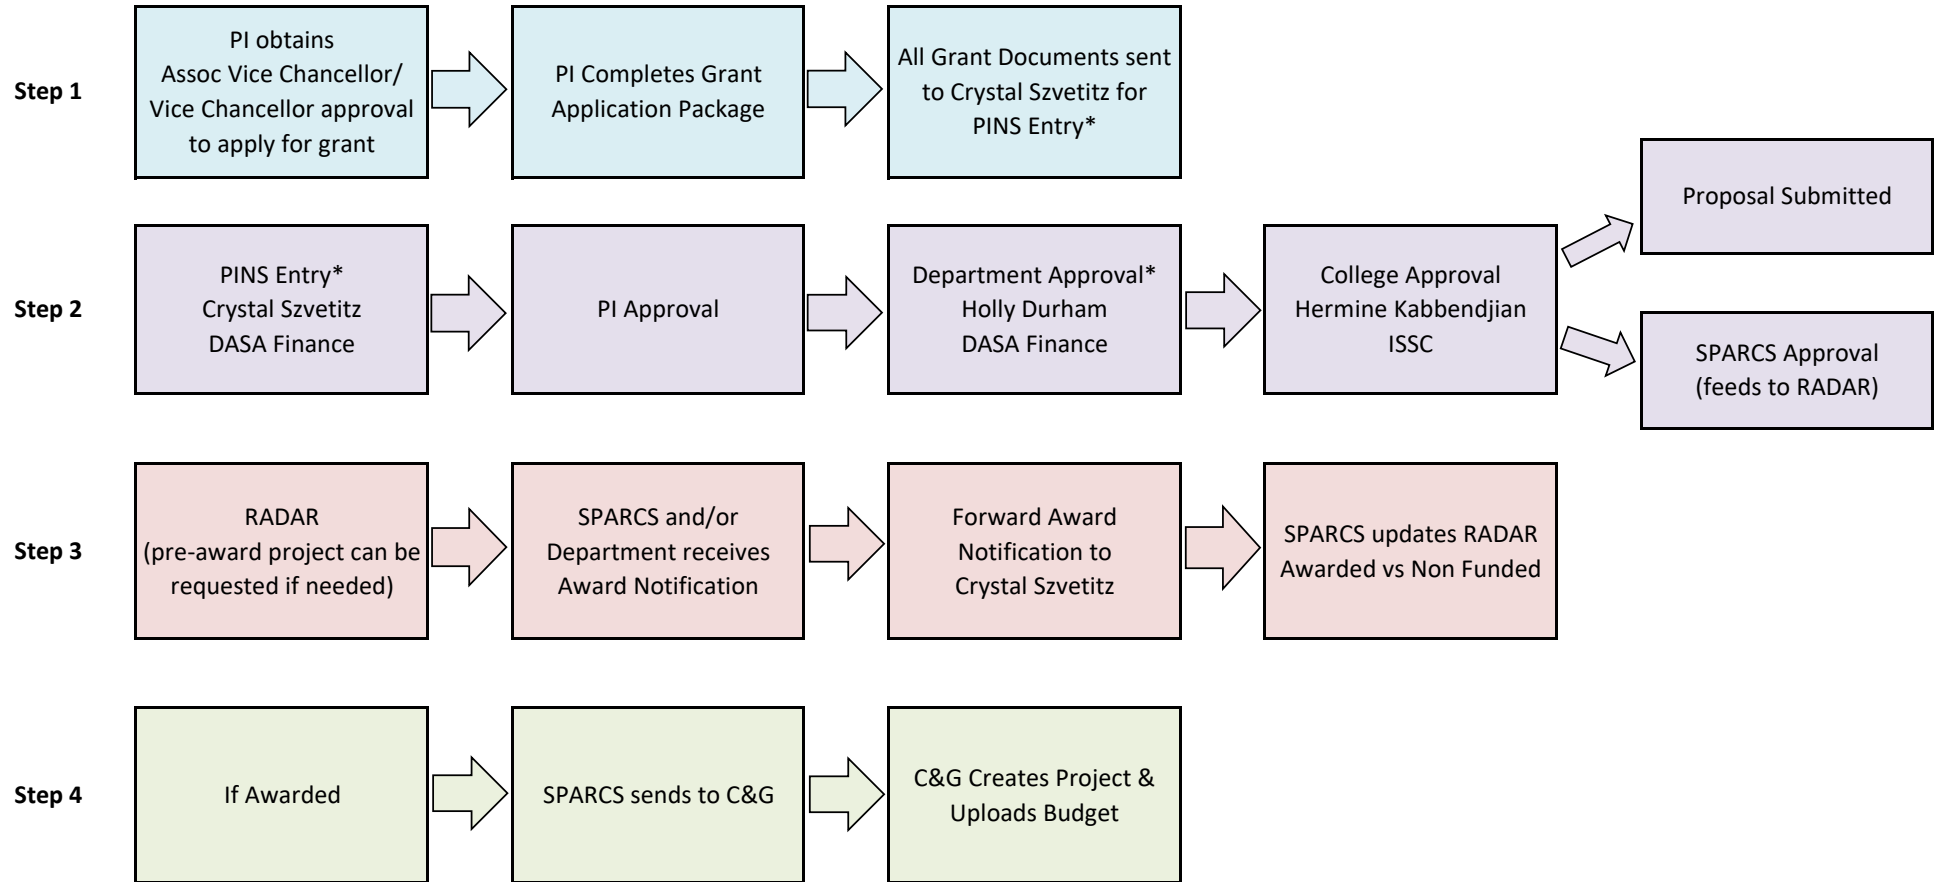 Step 1
PI obtains
Assoc Vice Chancellor/
Vice Chancellor approval
to apply for grant
PI Completes Grant
Application Package
All Grant Documents sent
to Crystal Szvetitz for
PINS Entry*
Step 2
PINS Entry*
Crystal Szvetitz
DASA Finance
PI Approval
Department Approval*
Holly Durham
DASA Finance
College Approval
Hermine Kabbendjian
ISSC
Proposal Submitted
SPARCS Approval
(feeds to RADAR)
Step 3
RADAR
(pre-award project can be
requested if needed)
SPARCS and/or
Department receives
Award Notification
Forward Award
Notification to
Crystal Szvetitz
SPARCS updates RADAR
Awarded vs Non Funded
Step 4
If Awarded
SPARCS sends to C&G
C&G Creates Project &
Uploads Budget